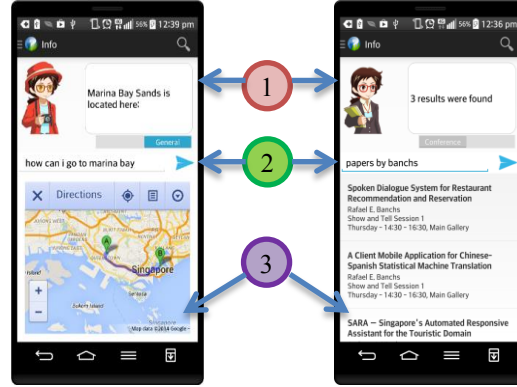 56% 12:39 pm
Info
Marina Bay Sands is
located here:
General
how can i go to marina bay
Directions
A
B
Singapore
Map data ©2014 Google
1
2
3
56% 12:36 pm
Info
3 results were found
Conference
papers by banchs
Spoken Dialogue System for Restaurant
Recommendation and Reservation
Rafael E. Banchs
Show and Tell Session 1
Thursday - 14:30 - 16:30, Main Gallery
A Client Mobile Application for Chinese-
Spanish Statistical Machine Translation
Rafael E. Banchs
Show and Tell Session 1
Thursday - 14:30 - 16:30, Main Gallery
SARA – Singapore's Automated Responsive
Assistant for the Touristic Domain